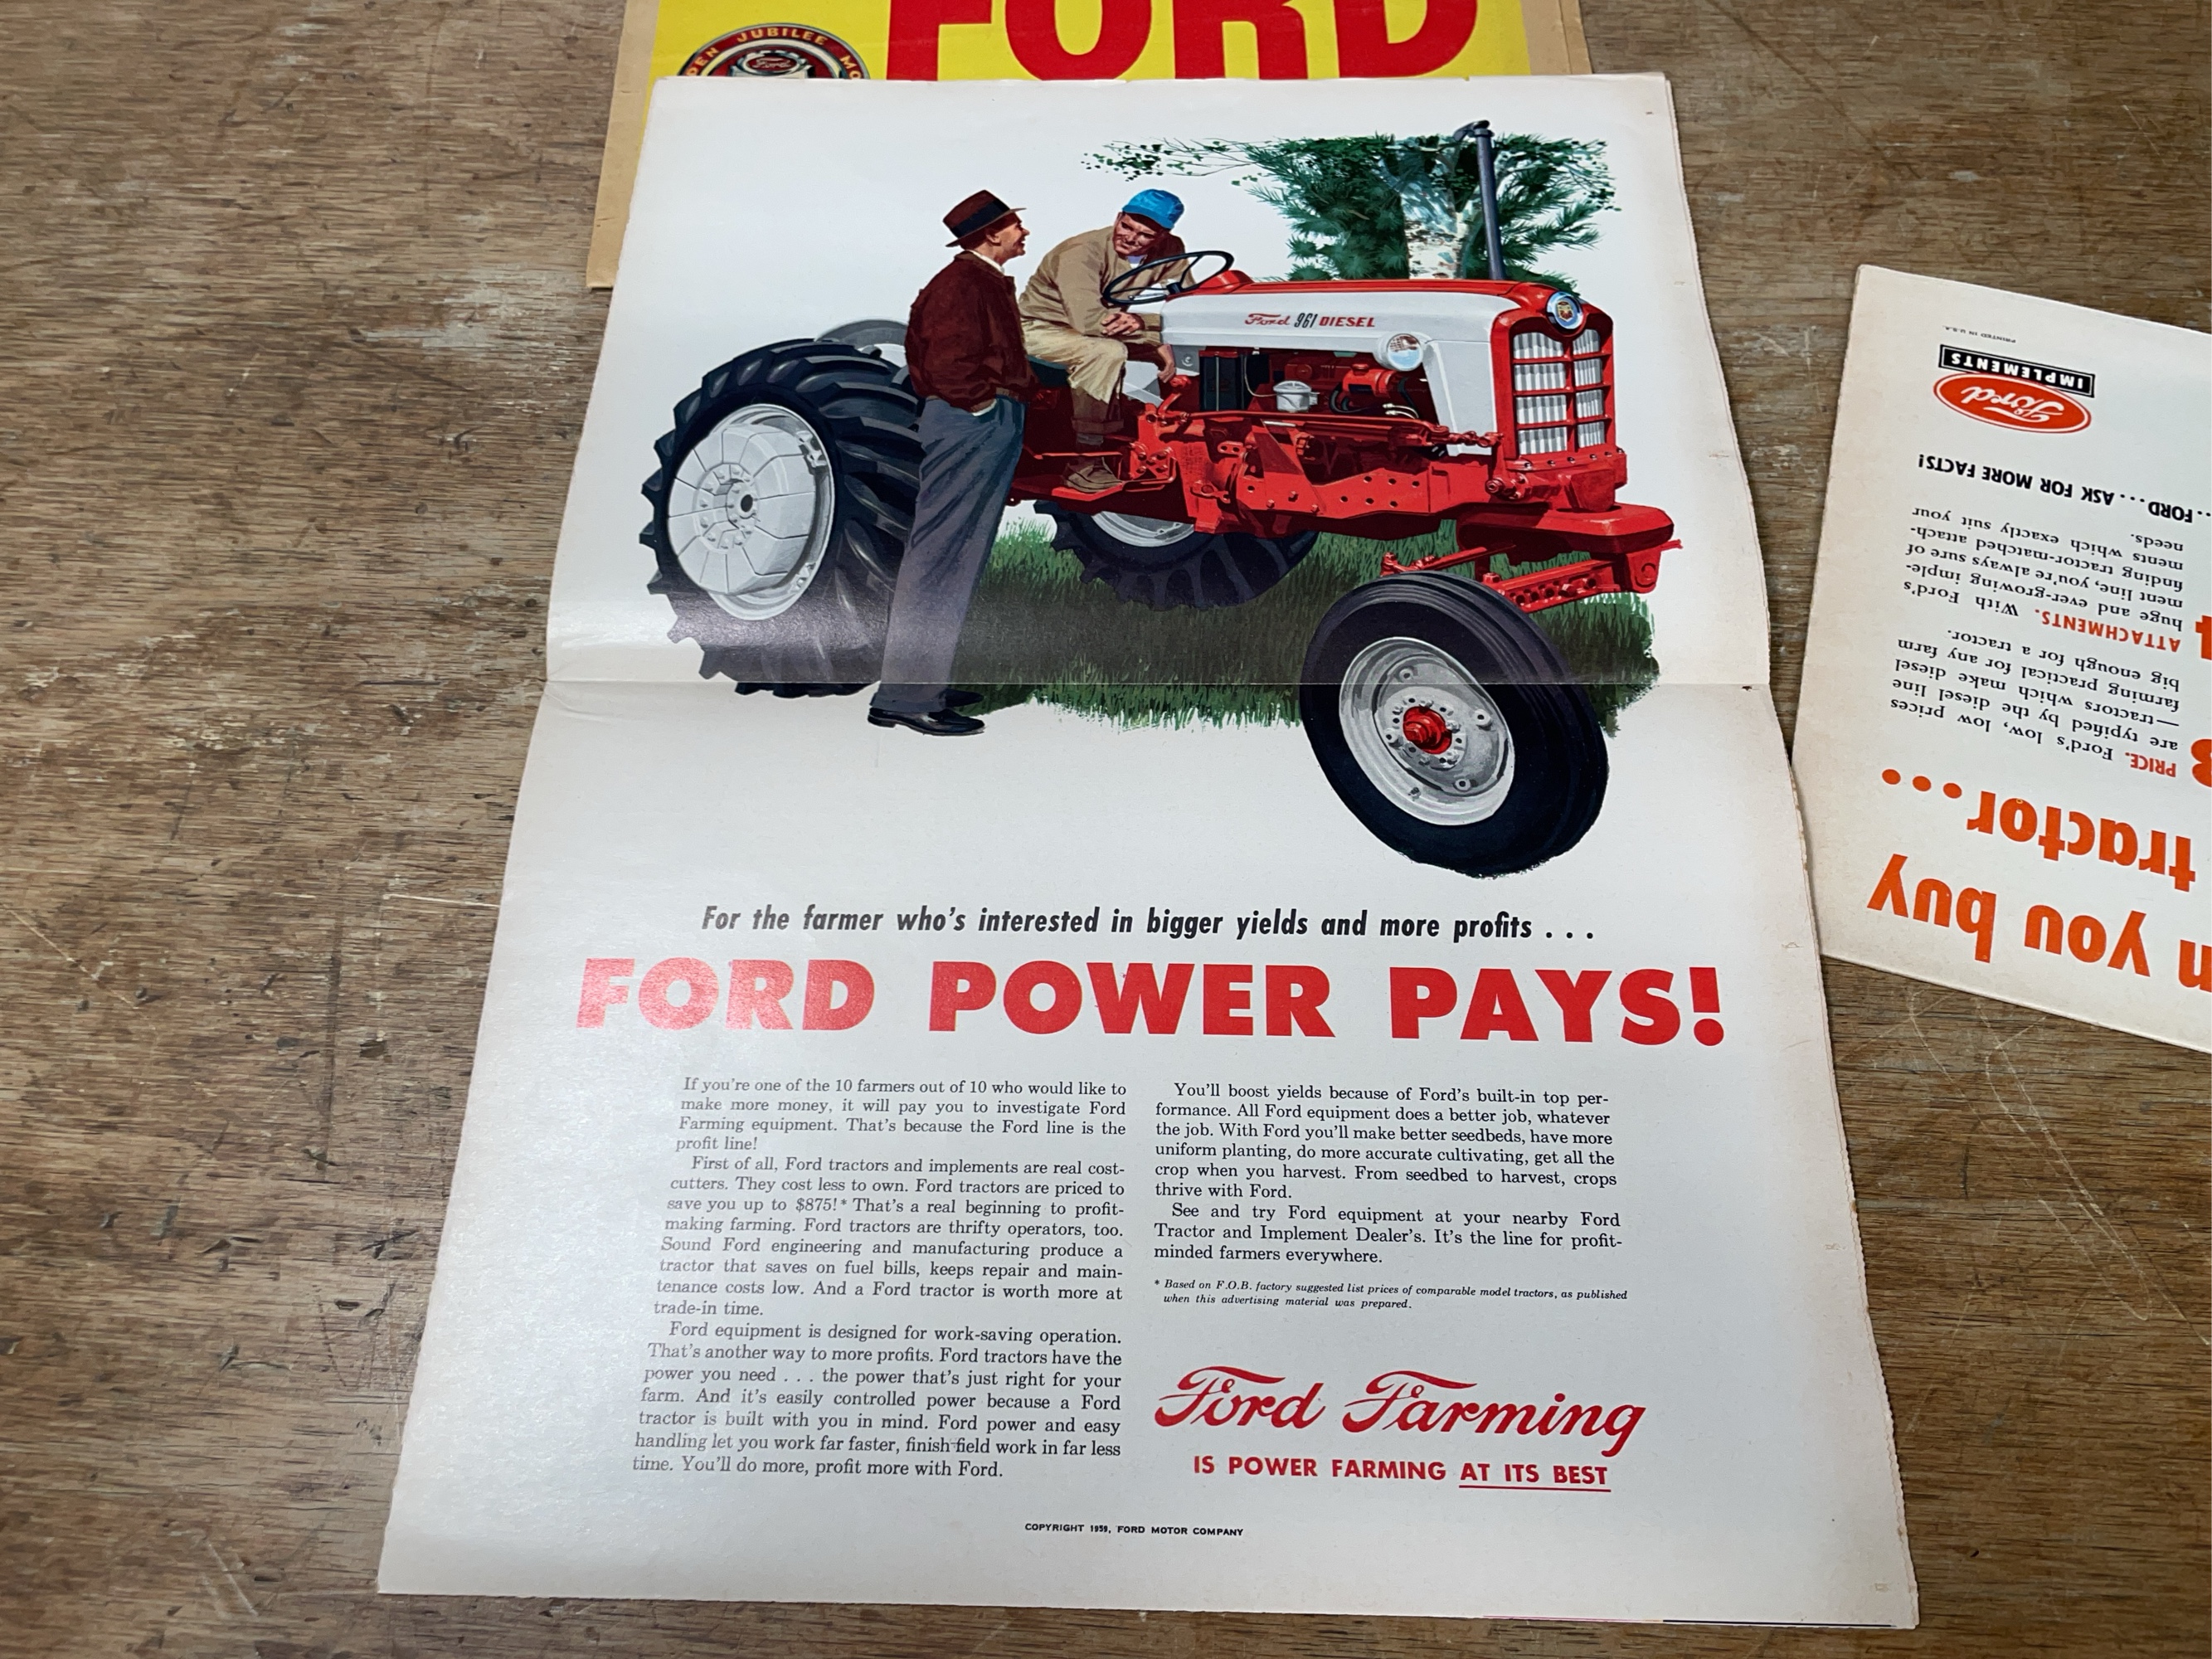 FORD
DEN JUBILEE MO
Ford
Ford 961 DIESEL
For the farmer who's interested in bigger yields and more profits . . .
FORD POWER PAYS!
If you're one of the 10 farmers out of 10 who would like to
make more money, it will pay you to investigate Ford
Farming equipment. That's because the Ford line is the
profit line!
First of all, Ford tractors and implements are real cost-
cutters. They cost less to own. Ford tractors are priced to
save you up to $875!* That's a real beginning to profit-
making farming. Ford tractors are thrifty operators, too.
Sound Ford engineering and manufacturing produce a
tractor that saves on fuel bills, keeps repair and main-
tenance costs low. And a Ford tractor is worth more at
trade-in time.
Ford equipment is designed for work-saving operation.
That's another way to more profits. Ford tractors have the
power you need . . . the power that's just right for your
farm. And it's easily controlled power because a Ford
tractor is built with you in mind. Ford power and easy
handling let you work far faster, finish field work in far less
time. You'll do more, profit more with Ford.
You'll boost yields because of Ford's built-in top per-
formance. All Ford equipment does a better job, whatever
the job. With Ford you'll make better seedbeds, have more
uniform planting, do more accurate cultivating, get all the
crop when you harvest. From seedbed to harvest, crops
thrive with Ford.
See and try Ford equipment at your nearby Ford
Tractor and Implement Dealer's. It's the line for profit-
minded farmers everywhere.
* Based on F.O.B. factory suggested list prices of comparable model tractors, as published
when this advertising material was prepared.
Ford Farming
IS POWER FARMING AT ITS BEST
COPYRIGHT 1959, FORD MOTOR COMPANY
n you buy
tractor...
3 PRICE. Ford's low, low prices
are typified by the diesel line
—tractors which make diesel
farming practical for any farm
big enough for a tractor.
4 ATTACHMENTS. With Ford's
huge and ever-growing imple-
ment line, you're always sure of
finding tractor-matched attach-
ments which exactly suit your
needs.
..FORD...ASK FOR MORE FACTS!
Ford
IMPLEMENTS
PRINTED IN U.S.A.